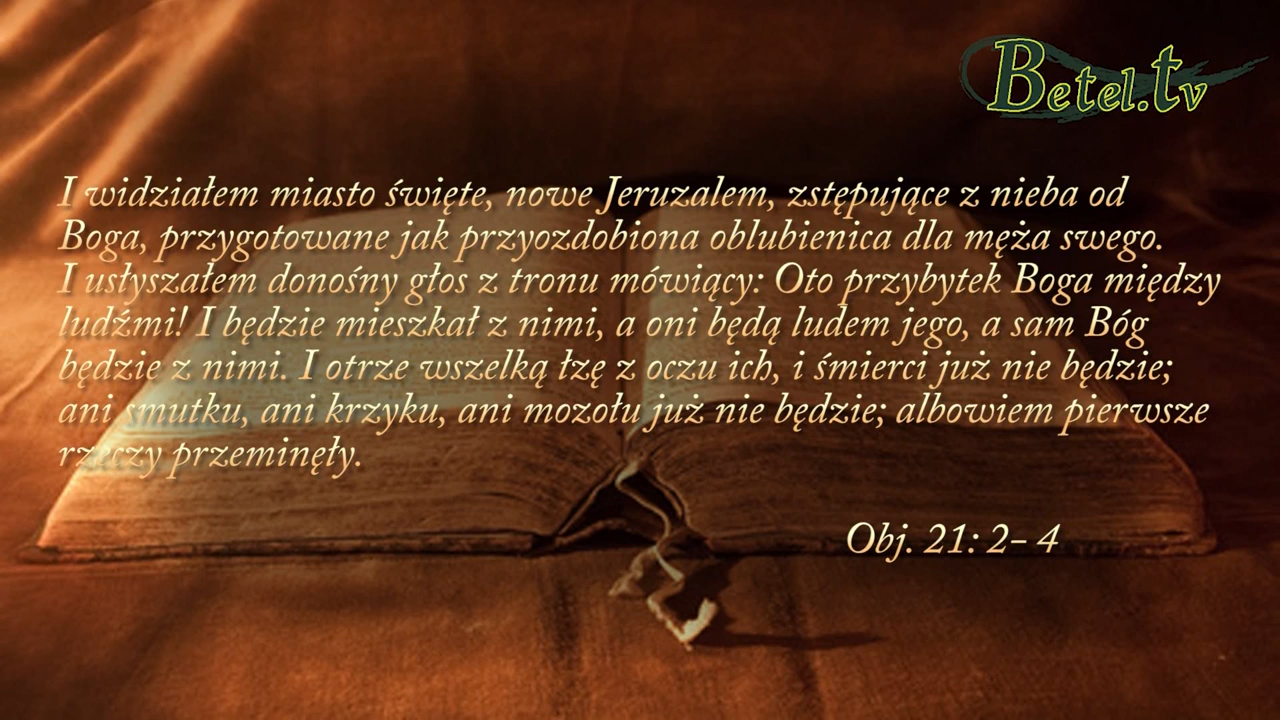 Betel.tv
I widziałem miasto święte, nowe Jeruzalem, zstępujące z nieba od
Boga, przygotowane jak przyozdobiona oblubienica dla męża swego.
I usłyszałem donośny głos z tronu mówiący: Oto przybytek Boga między
ludźmi! I będzie mieszkał z nimi, a oni będą ludem jego, a sam Bóg
będzie z nimi. I otrze wszelką łzę z oczu ich, i śmierci już nie będzie;
ani smutku, ani krzyku, ani mozołu już nie będzie; albowiem pierwsze
rzeczy przeminęły.
Obj. 21: 2- 4